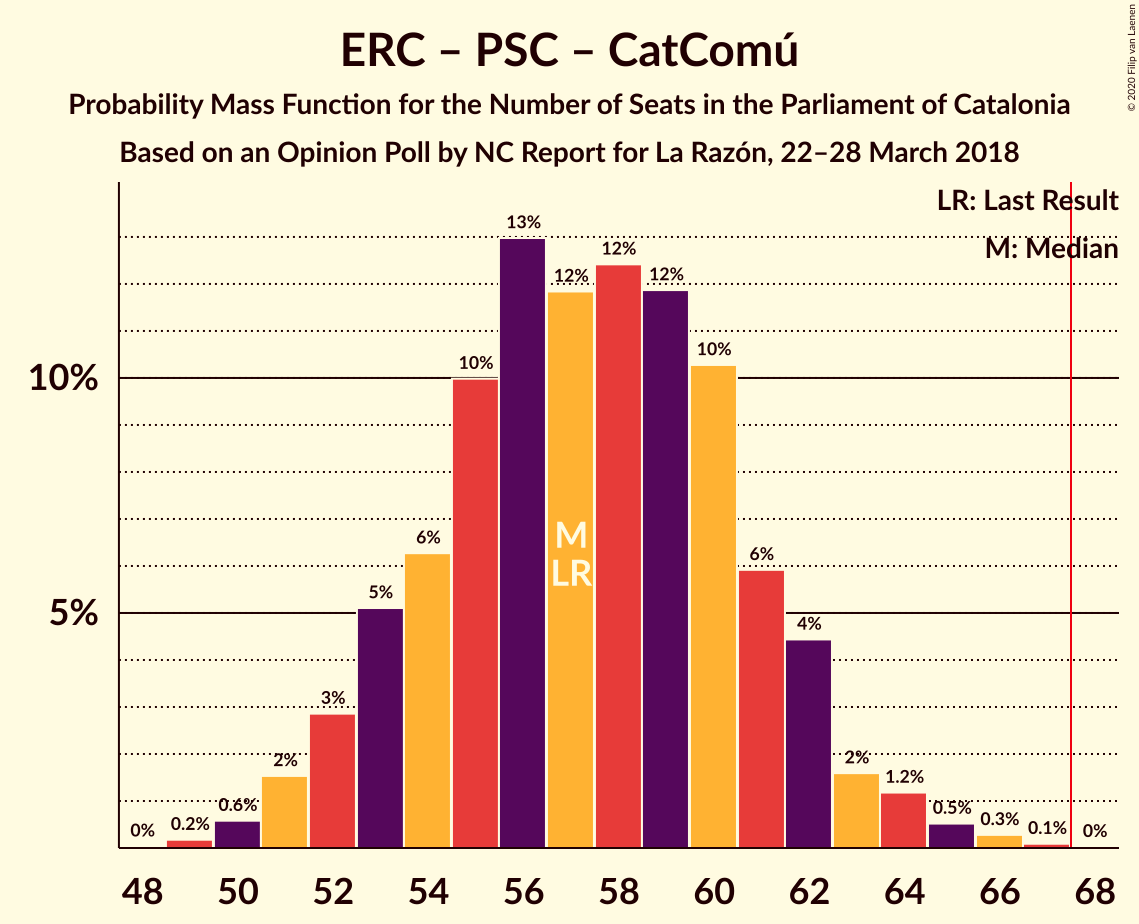 ERC – PSC – CatComú
Probability Mass Function for the Number of Seats in the Parliament of Catalonia
Based on an Opinion Poll by NC Report for La Razón, 22–28 March 2018
© 2020 Filip van Laenen
LR: Last Result
M: Median
10%
5%
0%
0.2%
0.6%
2%
3%
5%
6%
10%
13%
12%
12%
12%
10%
6%
4%
2%
1.2%
0.5%
0.3%
0.1%
0%
M
LR
48 50 52 54 56 58 60 62 64 66 68